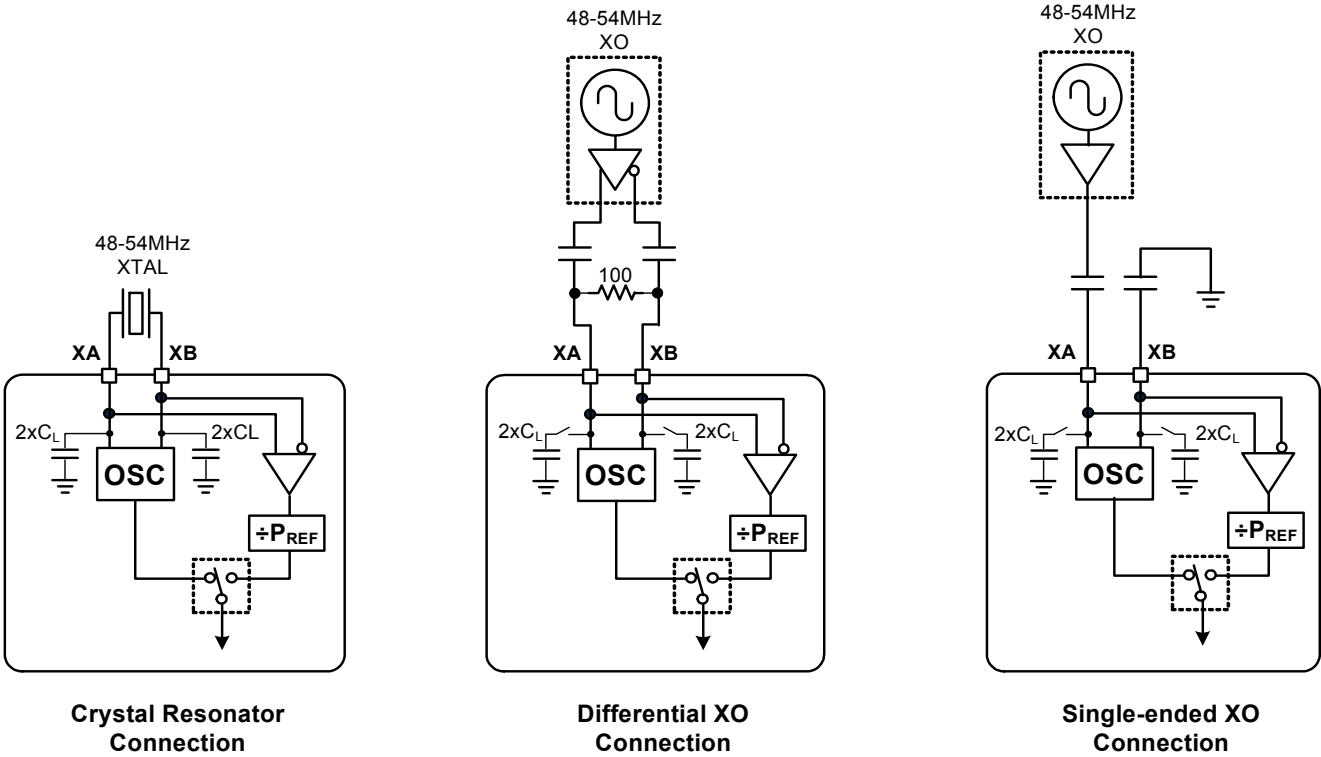 48-54MHz
XTAL
XA
XB
2xCL
2xCL
OSC
÷PREF
Crystal Resonator
Connection
48-54MHz
XO
100
XA
XB
2xCL
2xCL
OSC
÷PREF
Differential XO
Connection
48-54MHz
XO
XA
XB
2xCL
2xCL
OSC
÷PREF
Single-ended XO
Connection